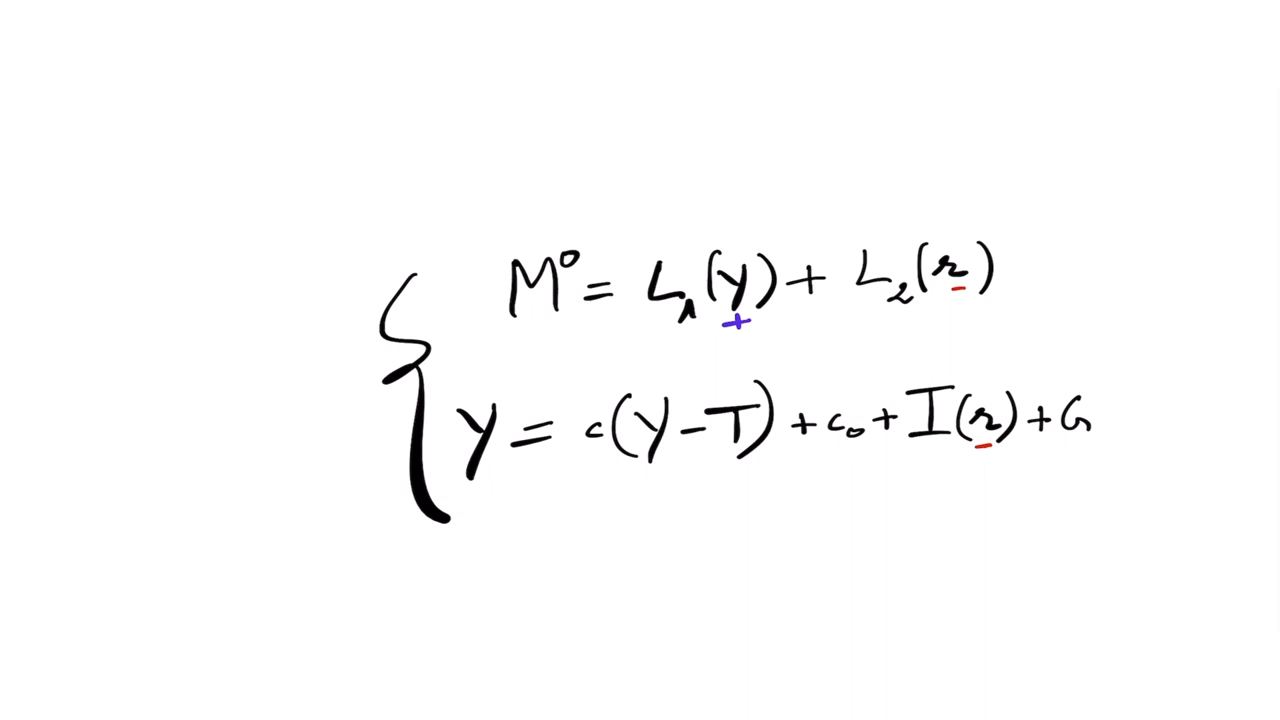 M° = L₁(y) + L₂(r)
+ -
Y = c(Y-T) + c₀ + I(r) + G
-